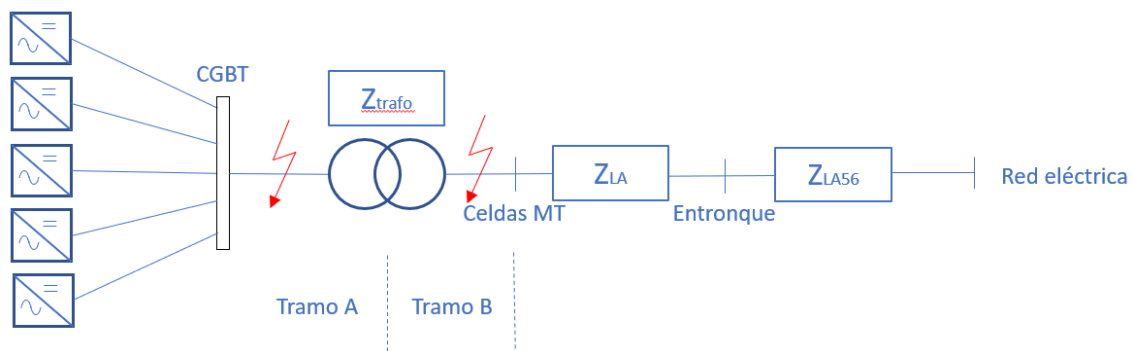 CGBT
Ztrafo
Celdas MT
ZLA
Entronque
ZLA56
Red eléctrica
Tramo A
Tramo B